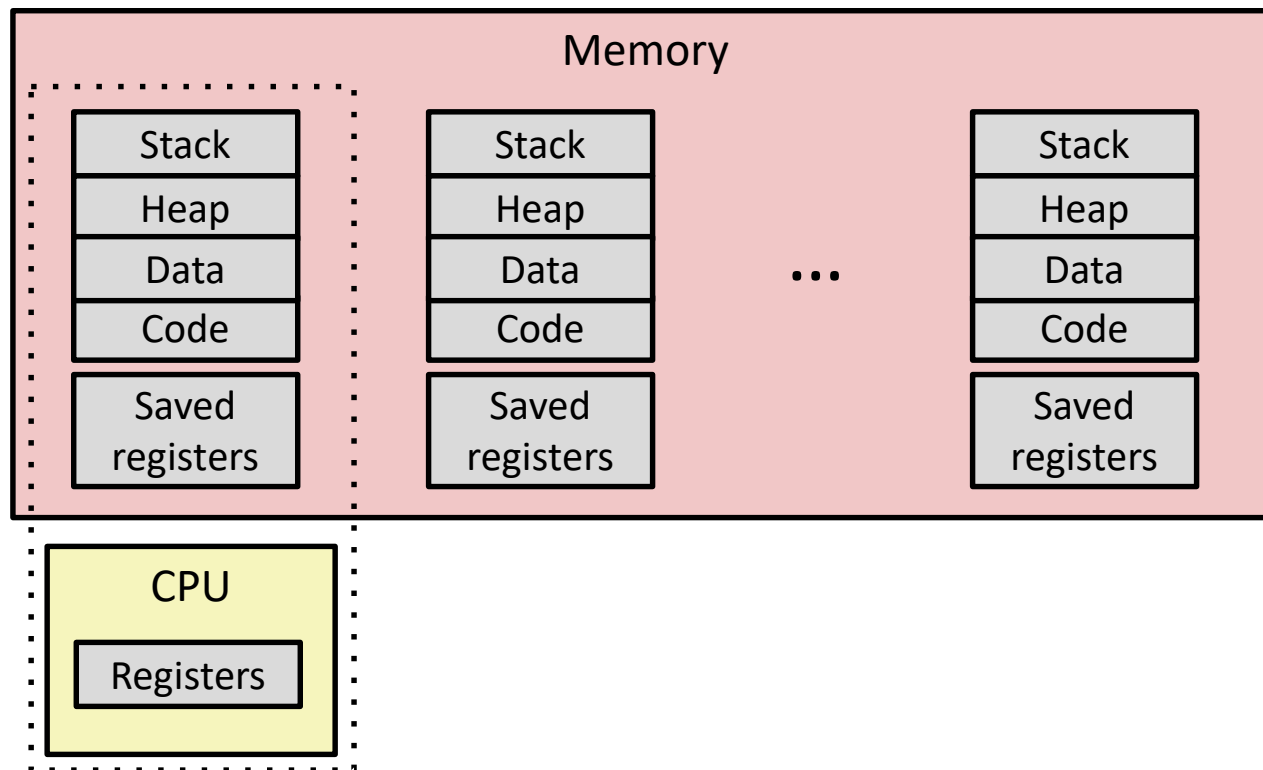 Memory
Stack
Heap
Data
Code
Saved
registers
Stack
Heap
Data
Code
Saved
registers
...
Stack
Heap
Data
Code
Saved
registers
CPU
Registers